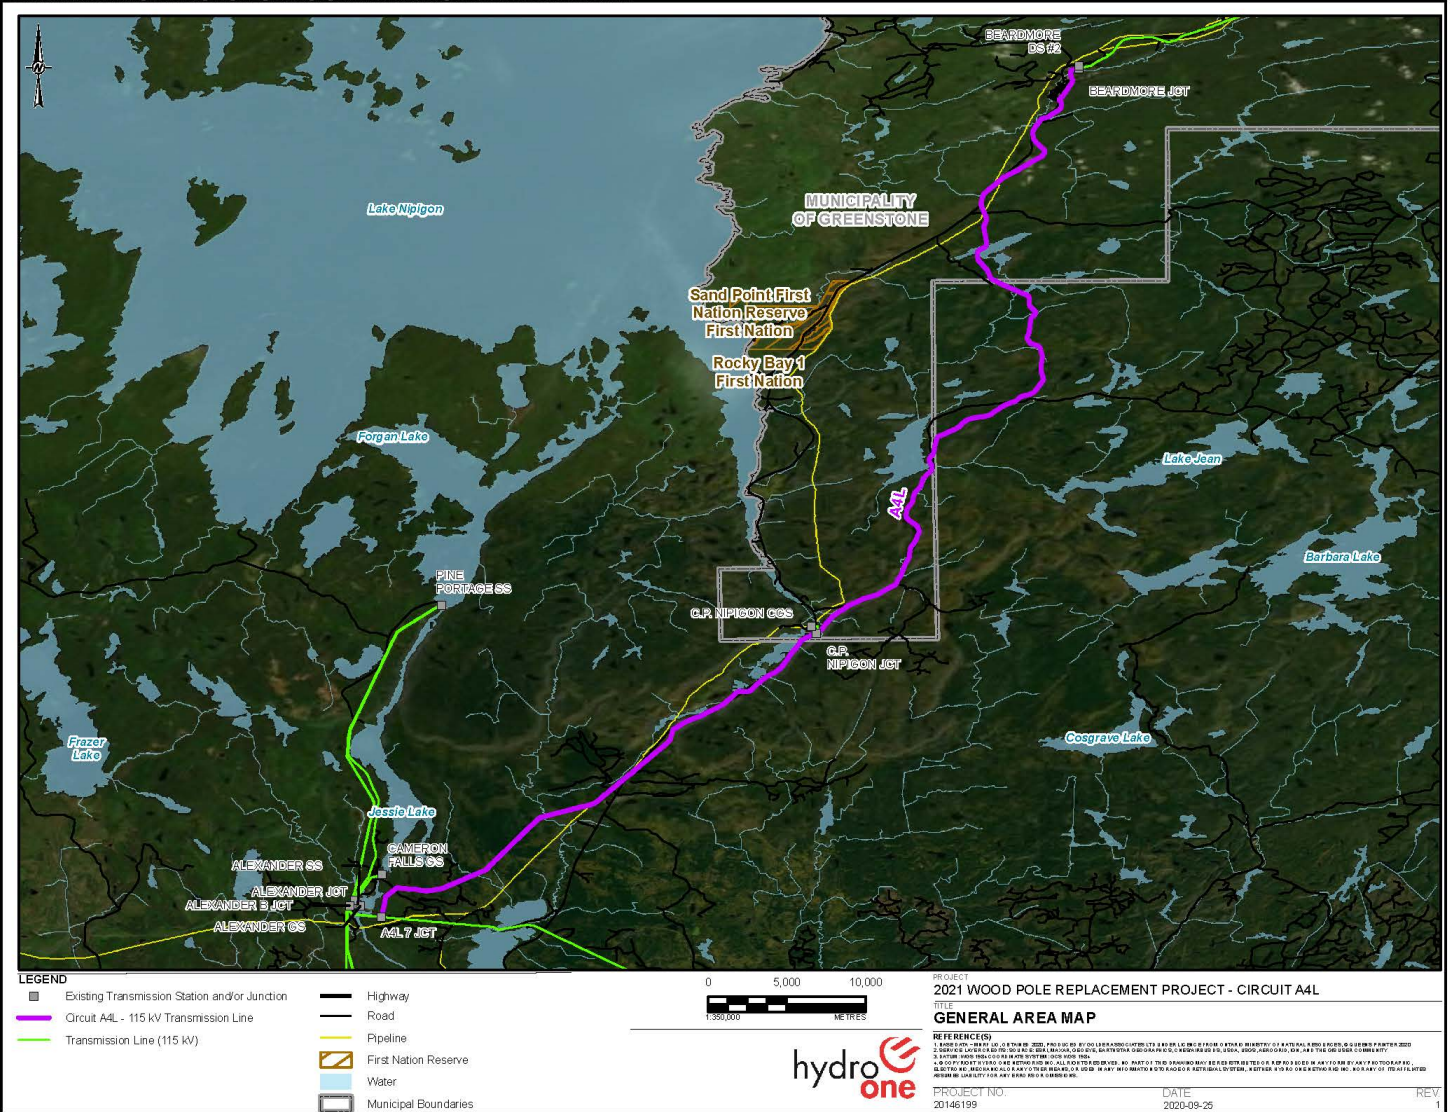 BEARDMORE
DS #2
BEARDMORE JCT
Lake Nipigon
MUNICIPALITY
OF GREENSTONE
Sand Point First
Nation Reserve
First Nation
Rocky Bay 1
First Nation
Forgan Lake
Lake Jean
A4L
Barbara Lake
PINE
PORTAGE SS
C.P. NIPIGON CGS
C.P.
NIPIGON JCT
Frazer
Lake
Cosgrave Lake
Jessie Lake
CAMERON
FALLS GS
ALEXANDER SS
ALEXANDER JCT
ALEXANDER B JCT
ALEXANDER GS
A4L 7 JCT
LEGEND
Existing Transmission Station and/or Junction
Circuit A4L - 115 kV Transmission Line
Transmission Line (115 kV)
Highway
Road
Pipeline
First Nation Reserve
Water
Municipal Boundaries
0 5,000 10,000
1:350,000 METRES
hydro
one
PROJECT
2021 WOOD POLE REPLACEMENT PROJECT - CIRCUIT A4L
TITLE
GENERAL AREA MAP
REFERENCE(S)
PROJECT NO. DATE REV.
20146199 2020-09-25 1